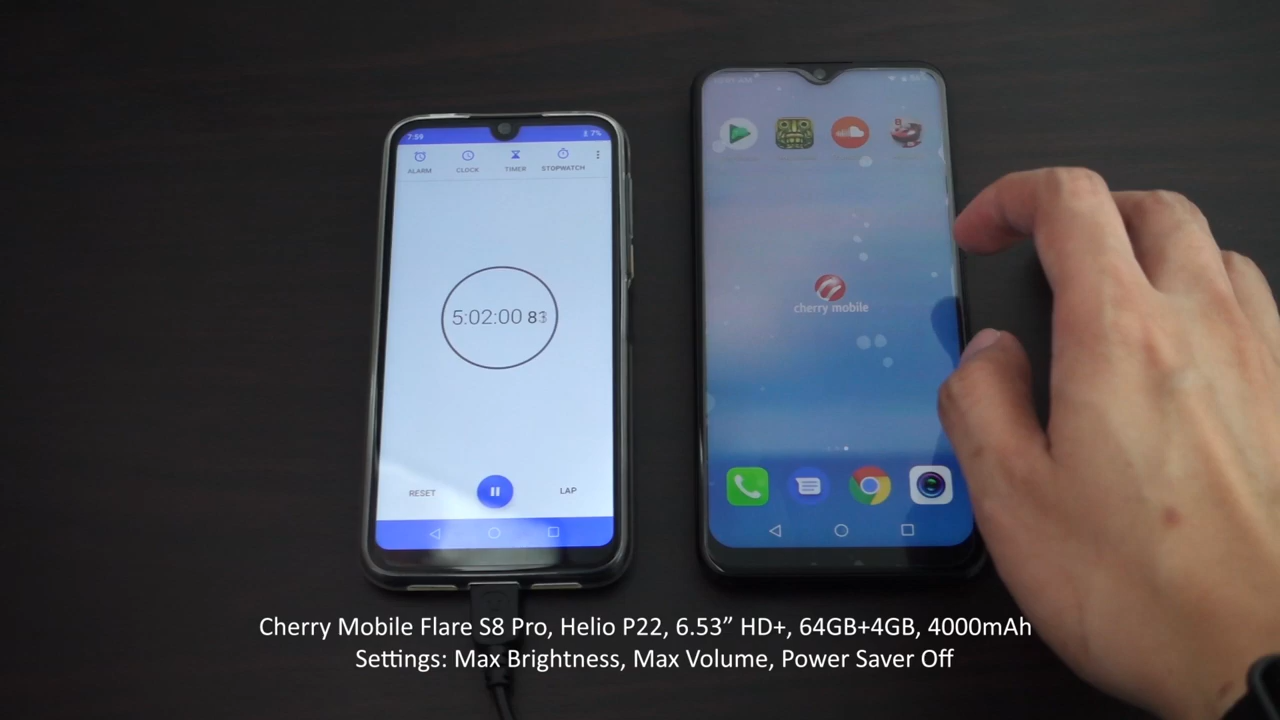 7:59
7%
ALARM
CLOCK
TIMER
STOPWATCH
5:02:00
RESET
LAP
cherry mobile
Cherry Mobile Flare S8 Pro, Helio P22, 6.53” HD+, 64GB+4GB, 4000mAh
Settings: Max Brightness, Max Volume, Power Saver Off